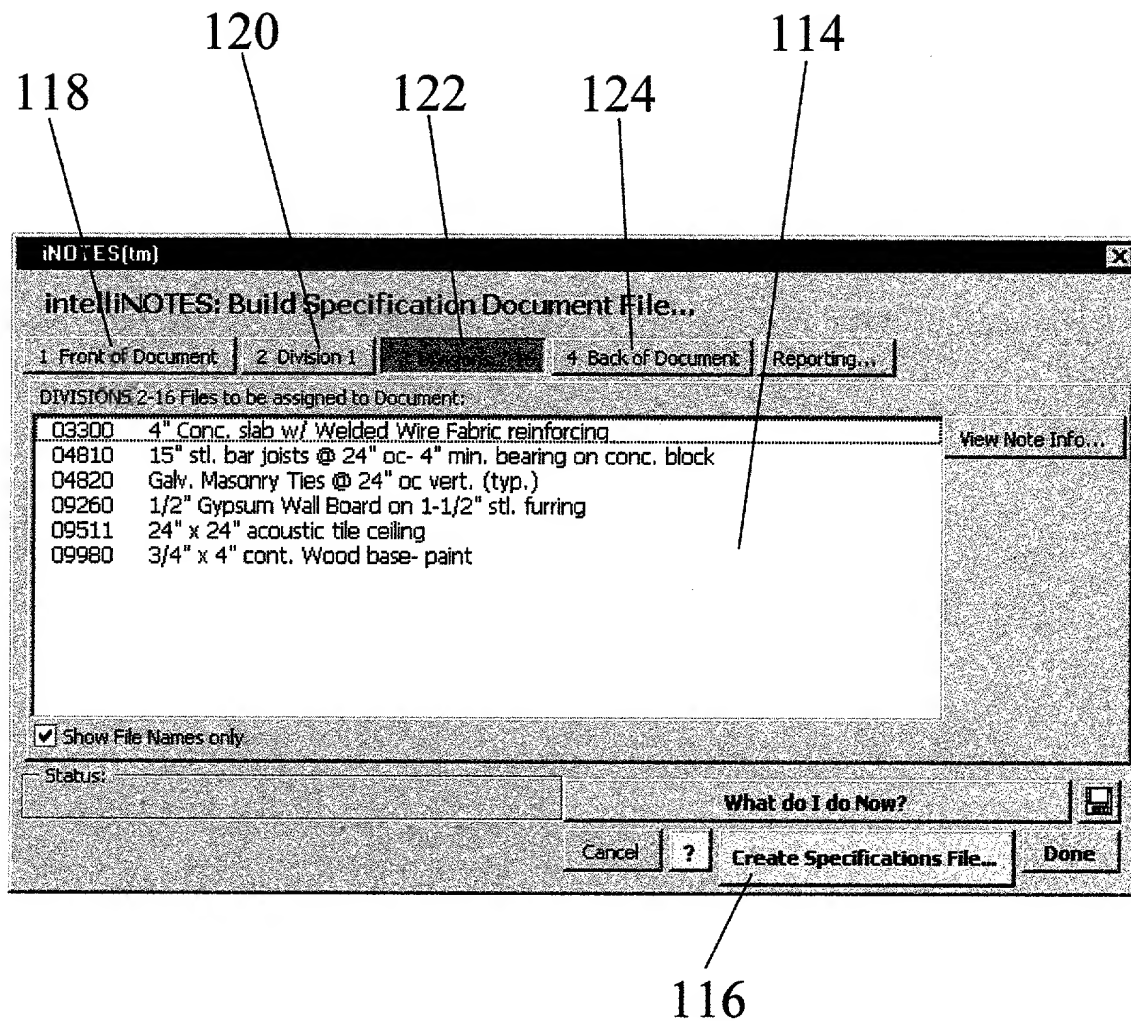 120 114
118 122 124
iNOTES(tm)
intelliNOTES: Build Specification Document File...
1 Front of Document 2 Division 1 4 Back of Document Reporting...
DIVISIONS 2-16 Files to be assigned to Document:
03300 4" Conc. slab w/ Welded Wire Fabric reinforcing
View Note Info...
04810 15" stl. bar joists @ 24" oc- 4" min. bearing on conc. block
04820 Galv. Masonry Ties @ 24" oc vert. (typ.)
09260 1/2" Gypsum Wall Board on 1-1/2" stl. furring
09511 24" x 24" acoustic tile ceiling
09980 3/4" x 4" cont. Wood base- paint
Show File Names only
Status:
What do I do Now?
Cancel ? Create Specifications File... Done
116